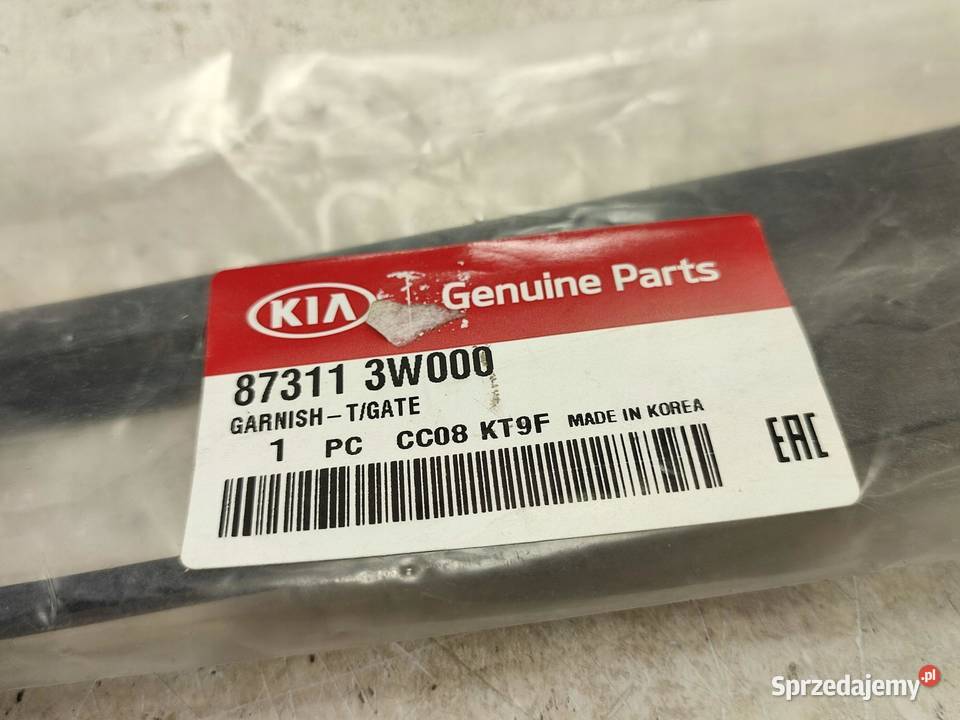 KIA Genuine Parts
87311 3W000
GARNISH-T/GATE
1 PC CC08 KT9F MADE IN KOREA
EAC
Sprzedajemy.pl